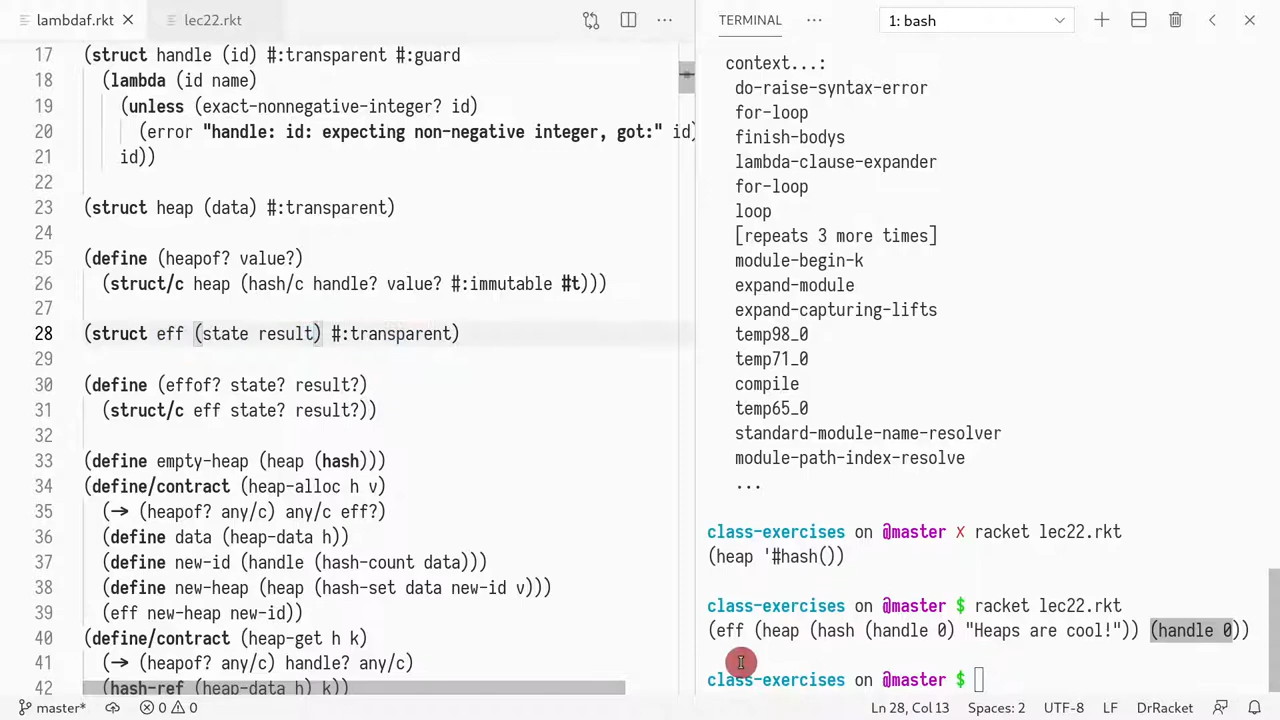 lambdaf.rkt
lec22.rkt
17 (struct handle (id) #:transparent #:guard
18 (lambda (id name)
19 (unless (exact-nonnegative-integer? id)
20 (error "handle: id: expecting non-negative integer, got:" id)
21 id))
22
23 (struct heap (data) #:transparent)
24
25 (define (heapof? value?)
26 (struct/c heap (hash/c handle? value? #:immutable #t)))
27
28 (struct eff (state result) #:transparent)
29
30 (define (effof? state? result?)
31 (struct/c eff state? result?))
32
33 (define empty-heap (heap (hash)))
34 (define/contract (heap-alloc h v)
35 (→ (heapof? any/c) any/c eff?)
36 (define data (heap-data h))
37 (define new-id (handle (hash-count data)))
38 (define new-heap (heap (hash-set data new-id v)))
39 (eff new-heap new-id))
40 (define/contract (heap-get h k)
41 (→ (heapof? any/c) handle? any/c)
42 (hash-ref (heap-data h) k))
TERMINAL
1: bash
context...:
do-raise-syntax-error
for-loop
finish-bodys
lambda-clause-expander
for-loop
loop
[repeats 3 more times]
module-begin-k
expand-module
expand-capturing-lifts
temp98_0
temp71_0
compile
temp65_0
standard-module-name-resolver
module-path-index-resolve
...
class-exercises on @master X racket lec22.rkt
(heap '#hash())
class-exercises on @master $ racket lec22.rkt
(eff (heap (hash (handle 0) "Heaps are cool!")) (handle 0))
class-exercises on @master $
master* 0 0 Ln 28, Col 13 Spaces: 2 UTF-8 LF DrRacket